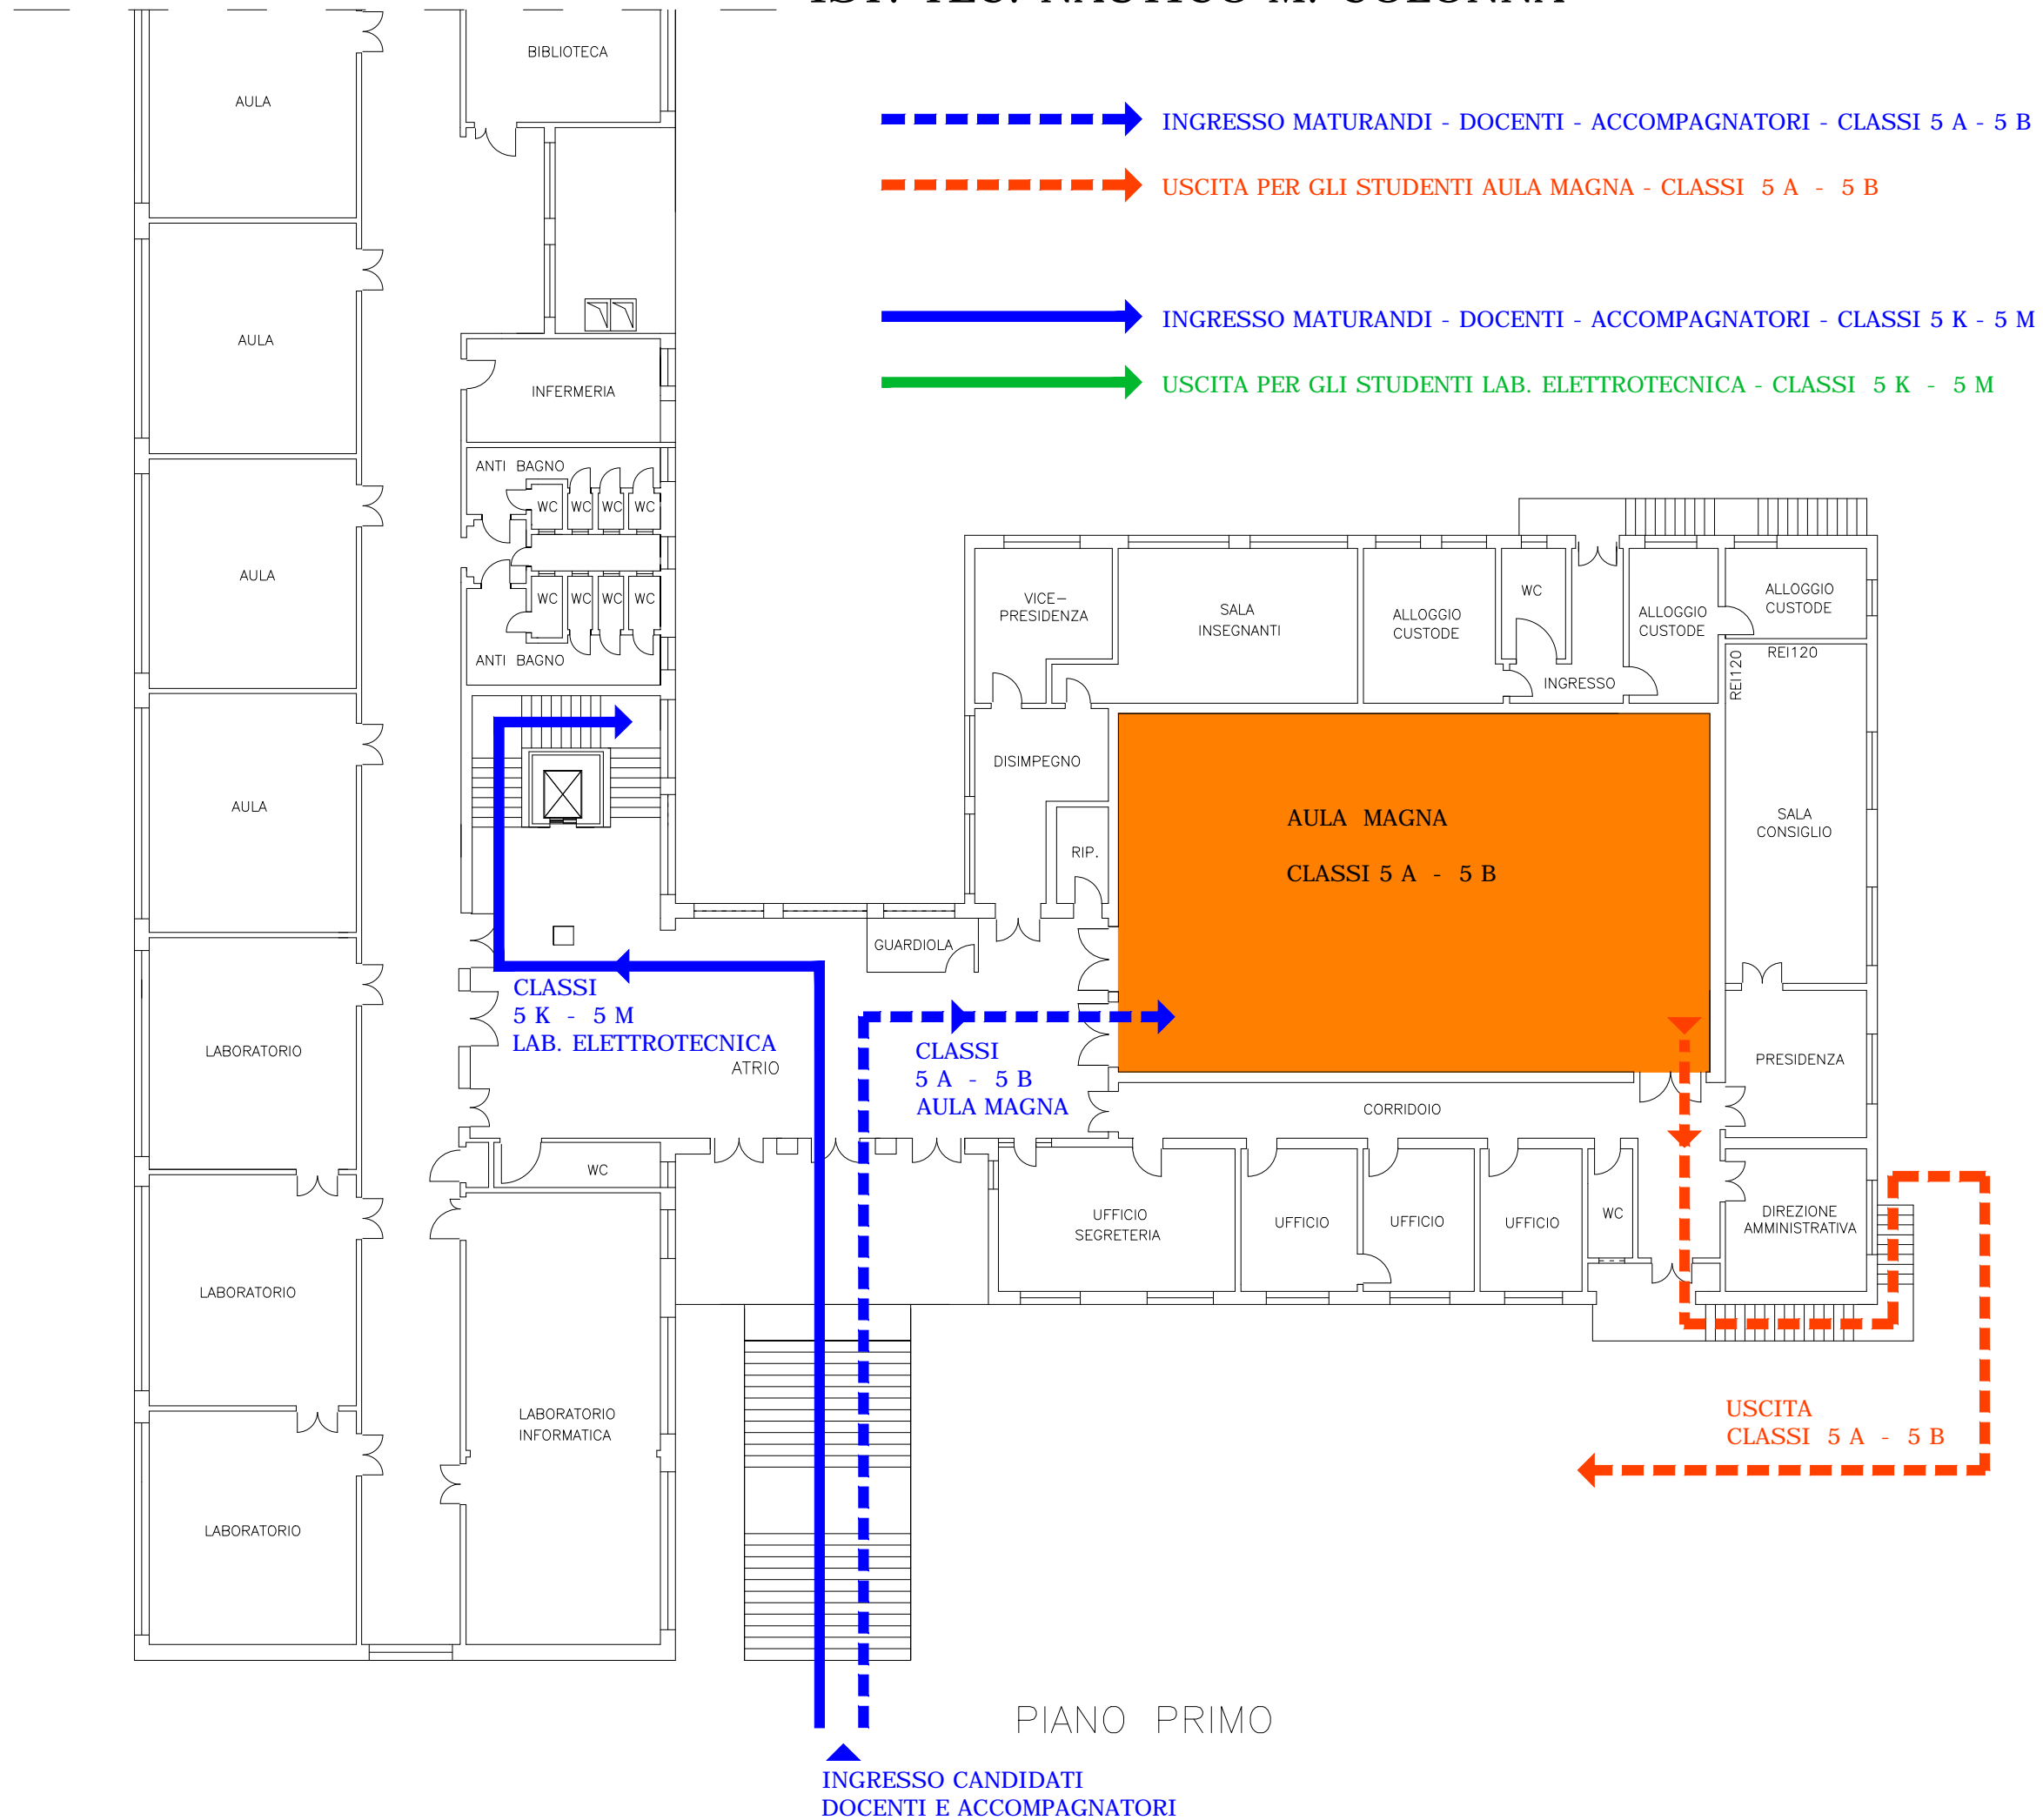 IST. TEC. NAUTICO M. COLONNA
BIBLIOTECA
AULA
INGRESSO MATURANDI - DOCENTI - ACCOMPAGNATORI - CLASSI 5 A - 5 B
USCITA PER GLI STUDENTI AULA MAGNA - CLASSI 5 A - 5 B
INGRESSO MATURANDI - DOCENTI - ACCOMPAGNATORI - CLASSI 5 K - 5 M
USCITA PER GLI STUDENTI LAB. ELETTROTECNICA - CLASSI 5 K - 5 M
AULA
INFERMERIA
ANTI BAGNO
WC WC WC WC
AULA
WC WC WC WC
ANTI BAGNO
VICE-
PRESIDENZA
SALA
INSEGNANTI
ALLOGGIO
CUSTODE
WC
INGRESSO
ALLOGGIO
CUSTODE
ALLOGGIO
CUSTODE
REI120
REI120
DISIMPEGNO
AULA
RIP.
AULA MAGNA
CLASSI 5 A - 5 B
SALA
CONSIGLIO
GUARDIOLA
CLASSI
5 K - 5 M
LAB. ELETTROTECNICA
ATRIO
CLASSI
5 A - 5 B
AULA MAGNA
LABORATORIO
PRESIDENZA
CORRIDOIO
WC
UFFICIO
SEGRETERIA
UFFICIO
UFFICIO
UFFICIO
WC
DIREZIONE
AMMINISTRATIVA
LABORATORIO
LABORATORIO
INFORMATICA
USCITA
CLASSI 5 A - 5 B
LABORATORIO
PIANO PRIMO
INGRESSO CANDIDATI
DOCENTI E ACCOMPAGNATORI